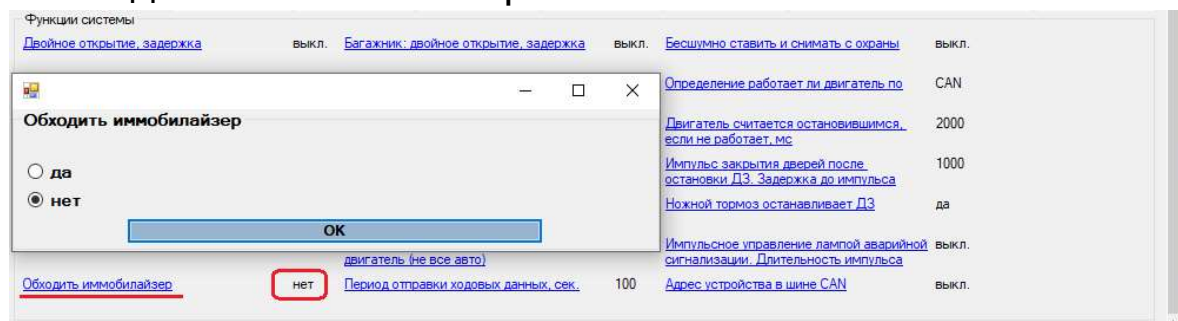 Функции системы
Двойное открытие, задержка выкл. Багажник: двойное открытие, задержка выкл. Бесшумно ставить и снимать с охраны выкл.
Определение работает ли двигатель по CAN
Обходить иммобилайзер
Двигатель считается остановившимся, 2000
если не работает, мс
да
Импульс закрытия дверей после 1000
остановки ДЗ. Задержка до импульса
нет
Ножной тормоз останавливает ДЗ да
OK
Импульсное управление лампой аварийной выкл.
двигатель (не все авто) сигнализации. Длительность импульса
Обходить иммобилайзер нет Период отправки ходовых данных, сек. 100 Адрес устройства в шине CAN выкл.